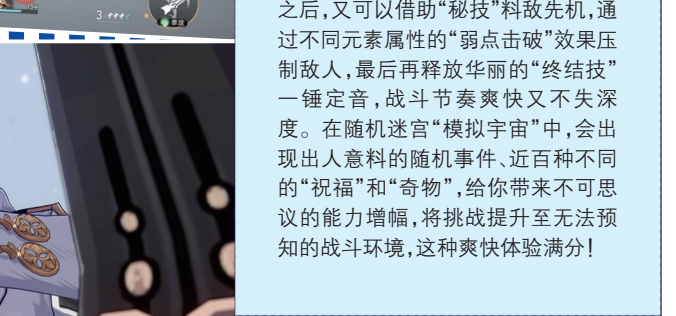 3
之后,又可以借助“秘技”料敌先机,通
过不同元素属性的“弱点击破”效果压
制敌人,最后再释放华丽的“终结技”
一锤定音,战斗节奏爽快又不失深
度。在随机迷宫“模拟宇宙”中,会出
现出人意料的随机事件、近百种不同
的“祝福”和“奇物”,给你带来不可思
议的能力增幅,将挑战提升至无法预
知的战斗环境,这种爽快体验满分!